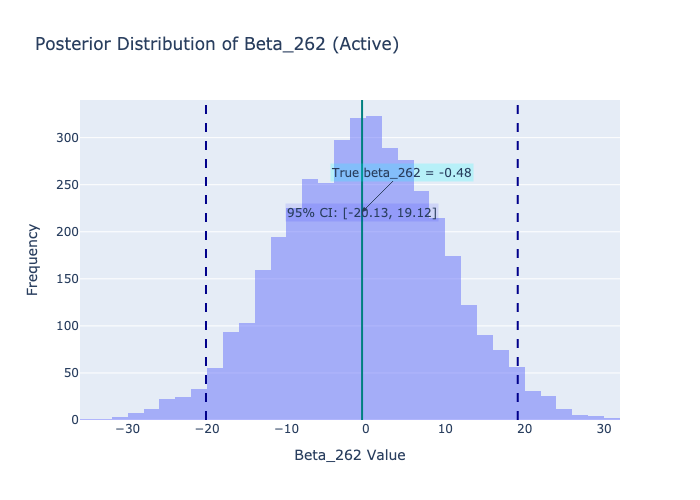 Posterior Distribution of Beta_262 (Active)
300
250
200
150
100
50
0
Frequency
True beta_262 = -0.48
95% CI: [-20.13, 19.12]
−30
−20
−10
0
10
20
30
Beta_262 Value